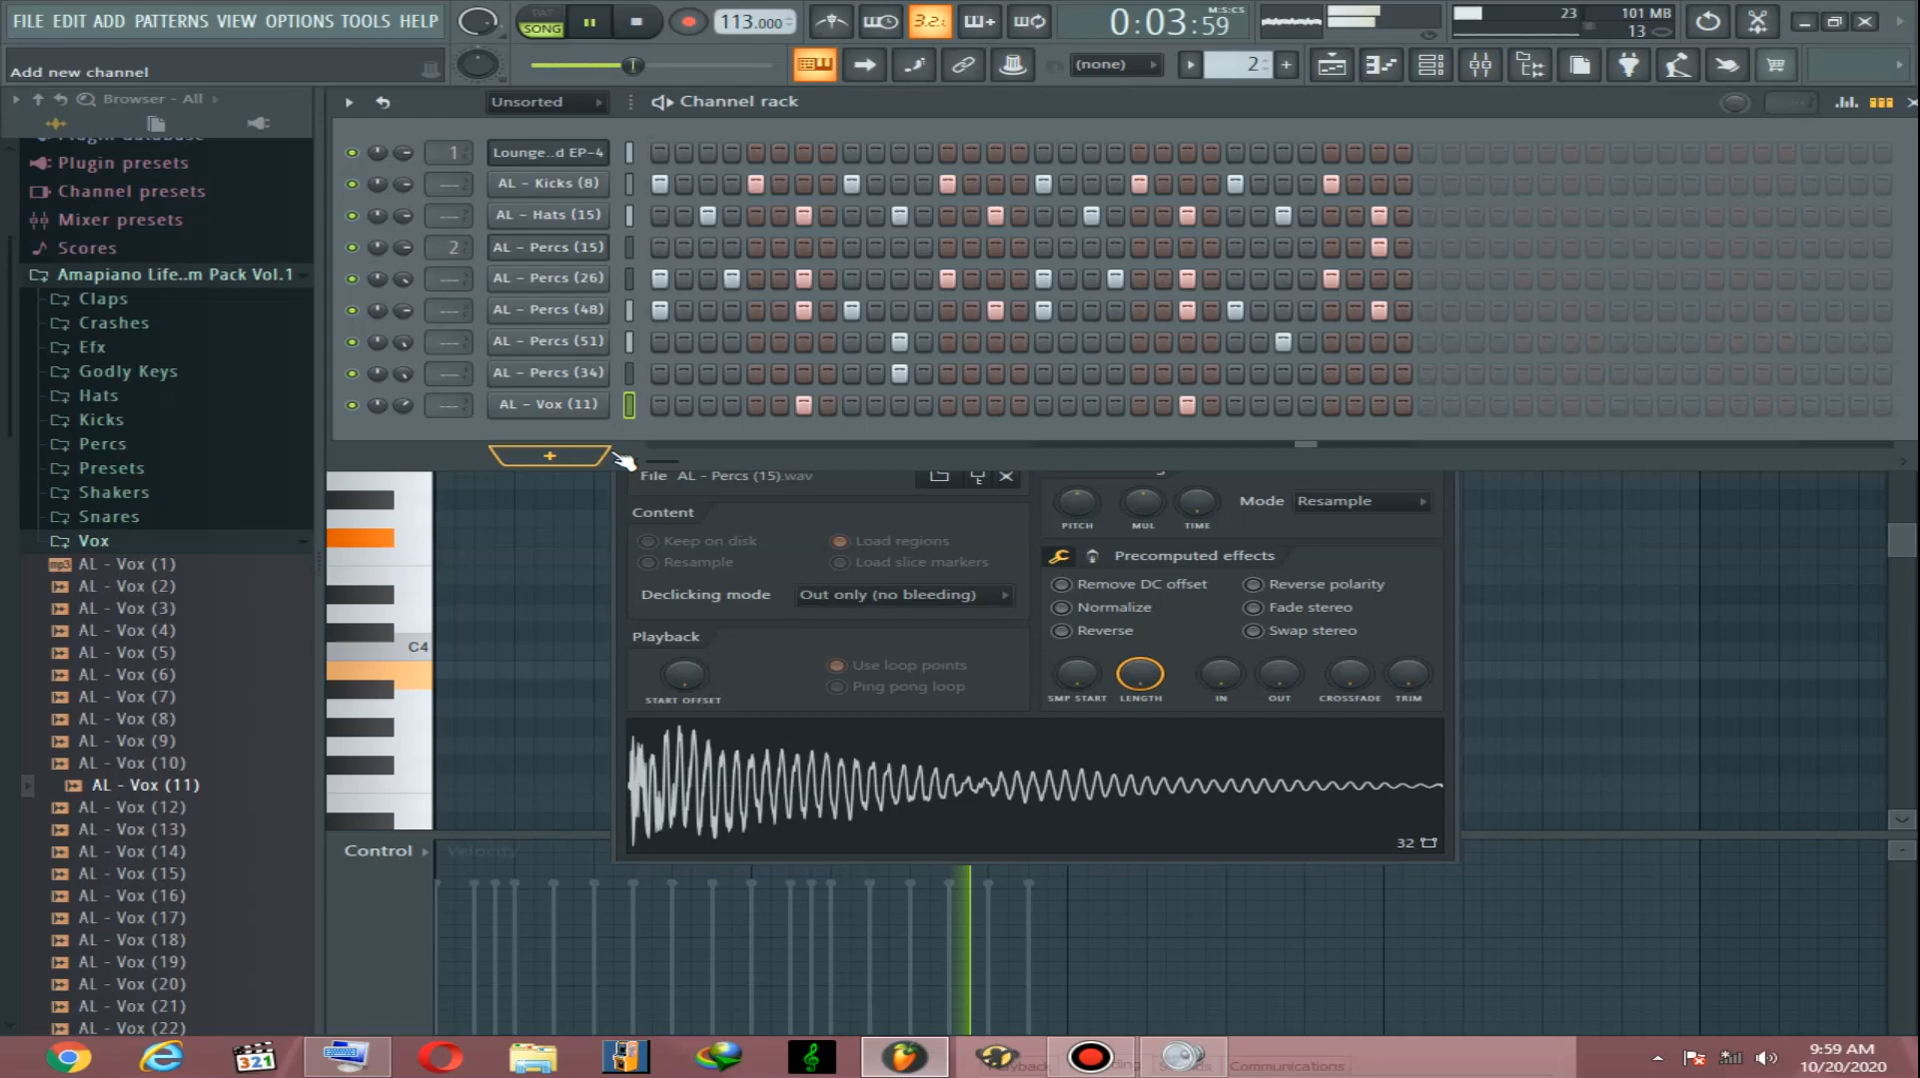 FILE EDIT ADD PATTERNS VIEW OPTIONS TOOLS HELP
PAT
SONG
113.000
3.2.
0:03:59
M:S:CS
23
101 MB
13
Add new channel
(none)
2
Browser - All
Unsorted
Channel rack
Plugin database
Plugin presets
Channel presets
Mixer presets
Scores
Amapiano Life..m Pack Vol.1
Claps
Crashes
Efx
Godly Keys
Hats
Kicks
Percs
Presets
Shakers
Snares
Vox
AL - Vox (1)
AL - Vox (2)
AL - Vox (3)
AL - Vox (4)
AL - Vox (5)
AL - Vox (6)
AL - Vox (7)
AL - Vox (8)
AL - Vox (9)
AL - Vox (10)
AL - Vox (11)
AL - Vox (12)
AL - Vox (13)
AL - Vox (14)
AL - Vox (15)
AL - Vox (16)
AL - Vox (17)
AL - Vox (18)
AL - Vox (19)
AL - Vox (20)
AL - Vox (21)
AL - Vox (22)
1 Lounge..d EP-4
--- AL - Kicks (8)
--- AL - Hats (15)
2 AL - Percs (15)
--- AL - Percs (26)
--- AL - Percs (48)
--- AL - Percs (51)
--- AL - Percs (34)
--- AL - Vox (11)
+
File AL - Percs (15).wav
Content
Keep on disk
Load regions
Resample
Load slice markers
Declicking mode
Out only (no bleeding)
Playback
Use loop points
Ping pong loop
START OFFSET
PITCH
MUL
TIME
Mode
Resample
Precomputed effects
Remove DC offset
Reverse polarity
Normalize
Fade stereo
Reverse
Swap stereo
SMP START
LENGTH
IN
OUT
CROSSFADE
TRIM
32
C4
Control
Velocity
mp3
321
Communications
9:59 AM
10/20/2020